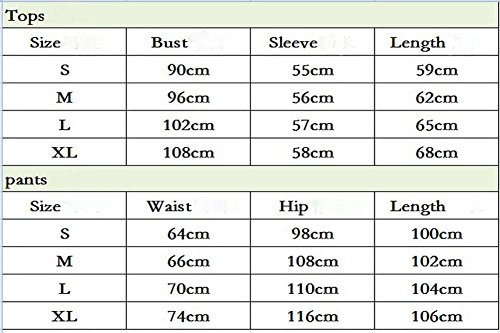 Tops
Size Bust Sleeve Length
S 90cm 55cm 59cm
M 96cm 56cm 62cm
L 102cm 57cm 65cm
XL 108cm 58cm 68cm
pants
Size Waist Hip Length
S 64cm 98cm 100cm
M 66cm 108cm 102cm
L 70cm 110cm 104cm
XL 74cm 116cm 106cm